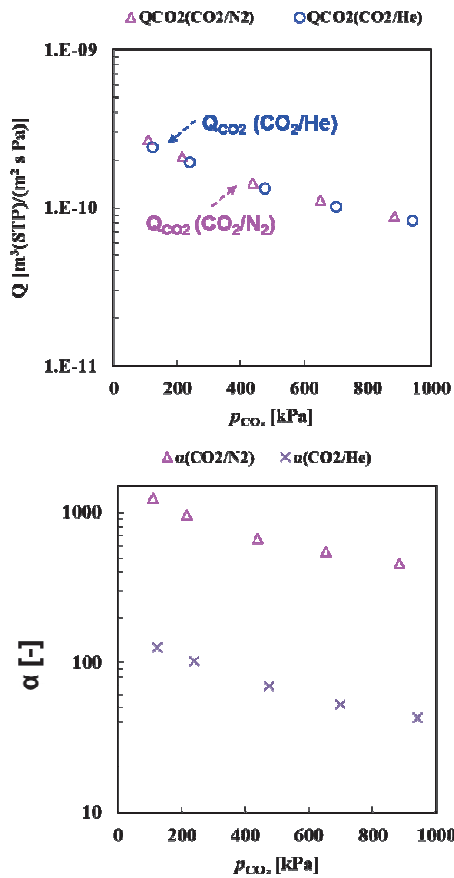 QCO2(CO2/N2) QCO2(CO2/He)
1.E-09
Q_CO2 (CO2/He)
1.E-10
Q_CO2 (CO2/N2)
1.E-11
Q [m³(STP)/(m² s Pa)]
0 200 400 600 800 1000
pCO₂ [kPa]
α(CO2/N2) α(CO2/He)
1000
100
10
α [-]
0 200 400 600 800 1000
pCO₂ [kPa]